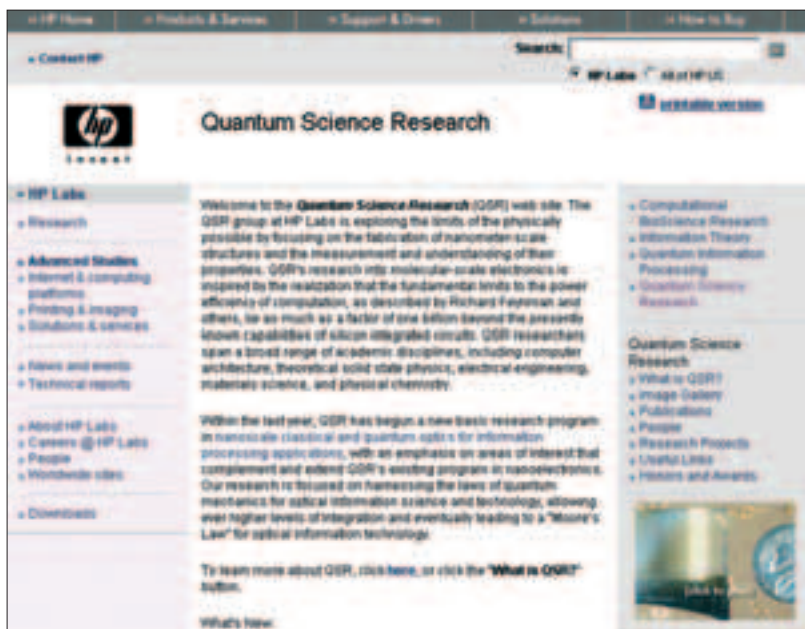 » HP Home
» Products & Services
» Support & Drivers
» Solutions
» How to Buy
» Contact HP
Search:
HP Labs
All of HP US
printable version
hp
invent
Quantum Science Research
» HP Labs
» Research
» Advanced Studies
» Internet & computing
platforms
» Printing & imaging
» Solutions & services
» News and events
» Technical reports
» About HP Labs
» Careers @ HP Labs
» People
» Worldwide sites
» Downloads
Welcome to the Quantum Science Research (QSR) web site. The
QSR group at HP Labs is exploring the limits of the physically
possible by focusing on the fabrication of nanometer-scale
structures and the measurement and understanding of their
properties. QSR's research into molecular-scale electronics is
inspired by the realization that the fundamental limits to the power
efficiency of computation, as described by Richard Feynman and
others, lie as much as a factor of one billion beyond the presently
known capabilities of silicon integrated circuits. QSR researchers
span a broad range of academic disciplines, including computer
architecture, theoretical solid state physics, electrical engineering,
materials science, and physical chemistry.
Within the last year, QSR has begun a new basic research program
in nanoscale classical and quantum optics for information
processing applications, with an emphasis on areas of interest that
complement and extend QSR's existing program in nanoelectronics.
Our research is focused on harnessing the laws of quantum
mechanics for optical information science and technology, allowing
ever higher levels of integration and eventually leading to a "Moore's
Law" for optical information technology.
To learn more about QSR, click here, or click the "What is QSR?"
button.
What's New:
» Computational
BioScience Research
» Information Theory
» Quantum Information
Processing
» Quantum Science
Research
Quantum Science
Research
» What is QSR?
» Image Gallery
» Publications
» People
» Research Projects
» Useful Links
» Honors and Awards